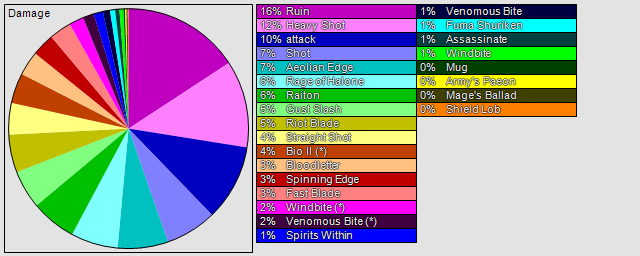 Damage
16% Ruin
12% Heavy Shot
10% attack
7% Shot
7% Aeolian Edge
6% Rage of Halone
6% Raiton
5% Gust Slash
5% Riot Blade
4% Straight Shot
4% Bio II (*)
3% Bloodletter
3% Spinning Edge
3% Fast Blade
2% Windbite (*)
2% Venomous Bite (*)
1% Spirits Within
1% Venomous Bite
1% Fuma Shuriken
1% Assassinate
1% Windbite
0% Mug
0% Army's Paeon
0% Mage's Ballad
0% Shield Lob